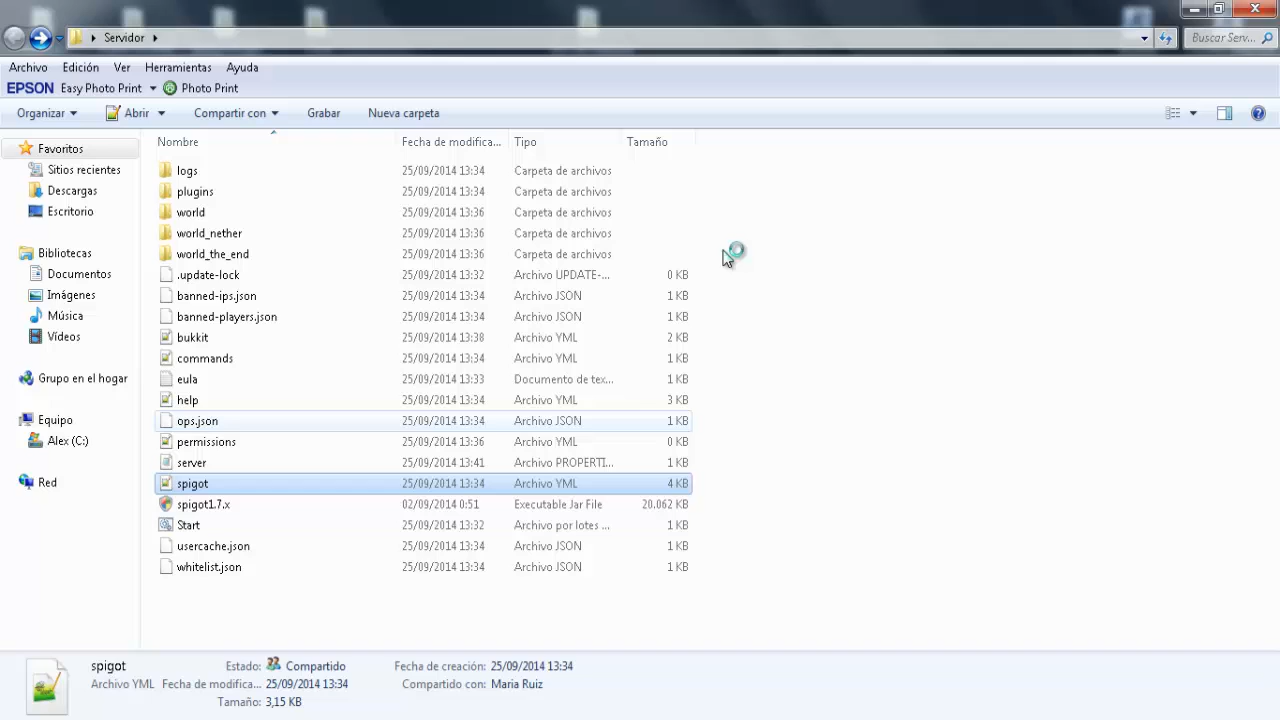 Servidor
Buscar Serv...
Archivo Edición Ver Herramientas Ayuda
EPSON Easy Photo Print Photo Print
Organizar Abrir Compartir con Grabar Nueva carpeta
Favoritos
Sitios recientes
Descargas
Escritorio
Bibliotecas
Documentos
Imágenes
Música
Vídeos
Grupo en el hogar
Equipo
Alex (C:)
Red
Nombre Fecha de modifica... Tipo Tamaño
logs 25/09/2014 13:34 Carpeta de archivos
plugins 25/09/2014 13:34 Carpeta de archivos
world 25/09/2014 13:36 Carpeta de archivos
world_nether 25/09/2014 13:36 Carpeta de archivos
world_the_end 25/09/2014 13:36 Carpeta de archivos
.update-lock 25/09/2014 13:32 Archivo UPDATE-... 0 KB
banned-ips.json 25/09/2014 13:34 Archivo JSON 1 KB
banned-players.json 25/09/2014 13:34 Archivo JSON 1 KB
bukkit 25/09/2014 13:38 Archivo YML 2 KB
commands 25/09/2014 13:34 Archivo YML 1 KB
eula 25/09/2014 13:33 Documento de tex... 1 KB
help 25/09/2014 13:34 Archivo YML 3 KB
ops.json 25/09/2014 13:34 Archivo JSON 1 KB
permissions 25/09/2014 13:36 Archivo YML 0 KB
server 25/09/2014 13:41 Archivo PROPERTI... 1 KB
spigot 25/09/2014 13:34 Archivo YML 4 KB
spigot1.7.x 02/09/2014 0:51 Executable Jar File 20.062 KB
Start 25/09/2014 13:32 Archivo por lotes ... 1 KB
usercache.json 25/09/2014 13:34 Archivo JSON 1 KB
whitelist.json 25/09/2014 13:34 Archivo JSON 1 KB
spigot Estado: Compartido Fecha de creación: 25/09/2014 13:34
Archivo YML Fecha de modifica... 25/09/2014 13:34 Compartido con: Maria Ruiz
Tamaño: 3,15 KB